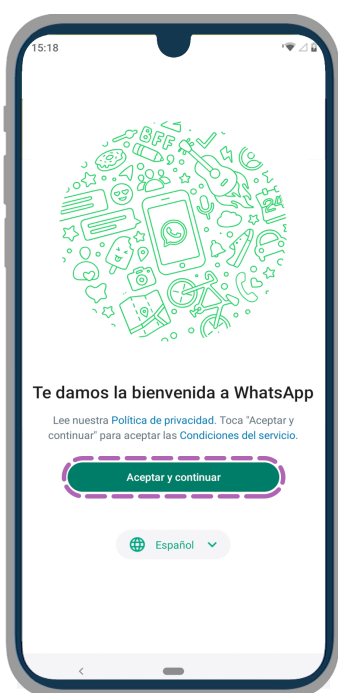 15:18
BFF
Te damos la bienvenida a WhatsApp
Lee nuestra Política de privacidad. Toca "Aceptar y
continuar" para aceptar las Condiciones del servicio.
Aceptar y continuar
Español